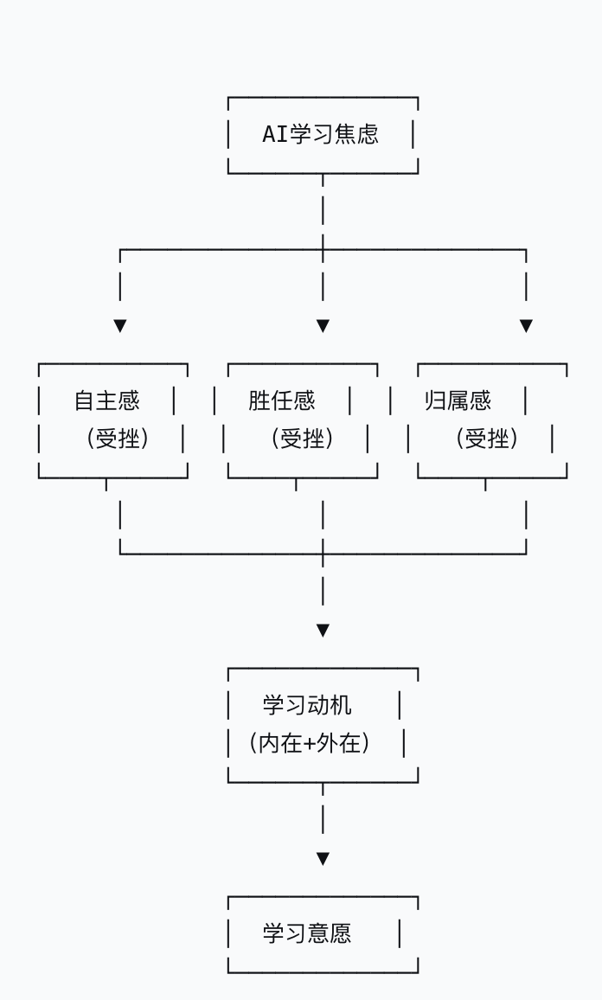 AI学习焦虑
自主感 胜任感 归属感
（受挫） （受挫） （受挫）
学习动机
（内在+外在）
学习意愿